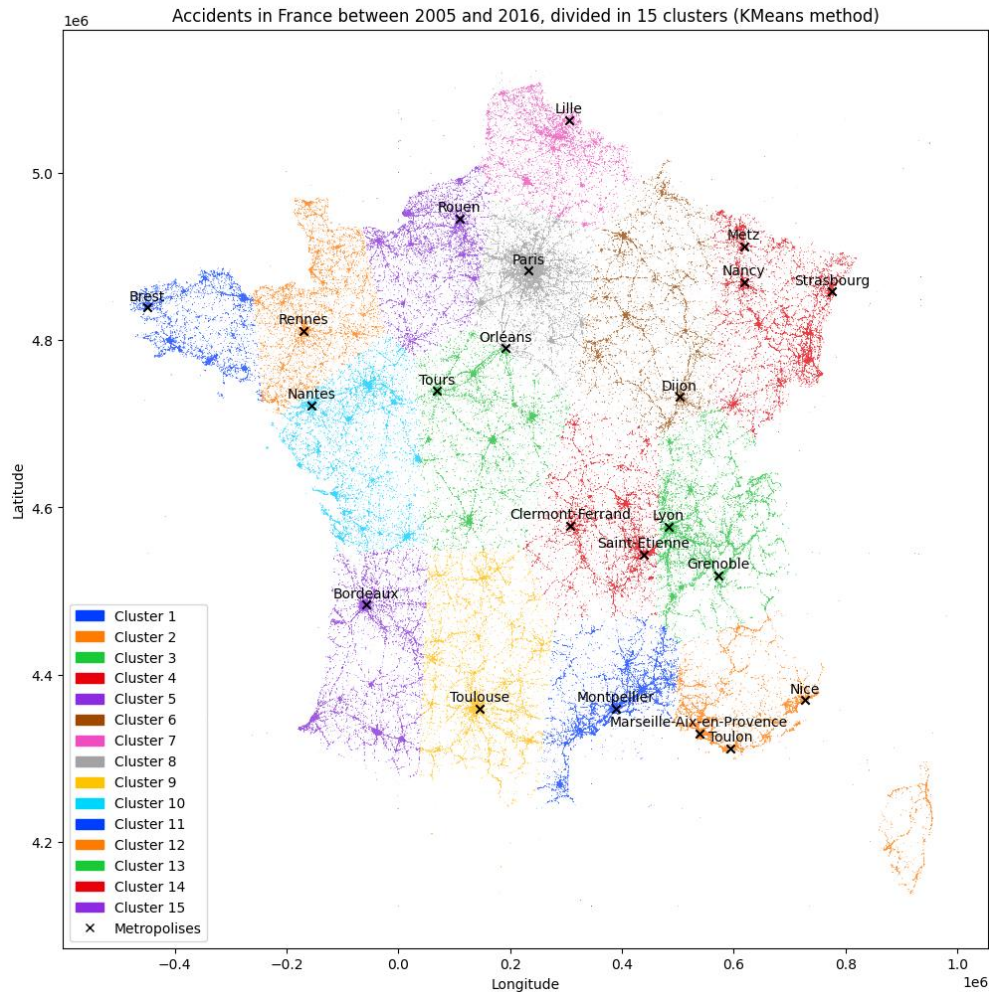 Accidents in France between 2005 and 2016, divided in 15 clusters (KMeans method)
1e6
Latitude
5.0
4.8
4.6
4.4
4.2
Lille
Rouen
Metz
Paris
Nancy
Strasbourg
Brest
Rennes
Orléans
Tours
Dijon
Nantes
Clermont-Ferrand
Lyon
Saint-Etienne
Grenoble
Bordeaux
Toulouse
Montpellier
Nice
Marseille-Aix-en-Provence
Toulon
Cluster 1
Cluster 2
Cluster 3
Cluster 4
Cluster 5
Cluster 6
Cluster 7
Cluster 8
Cluster 9
Cluster 10
Cluster 11
Cluster 12
Cluster 13
Cluster 14
Cluster 15
Metropolises
−0.4 −0.2 0.0 0.2 0.4 0.6 0.8 1.0
Longitude
1e6